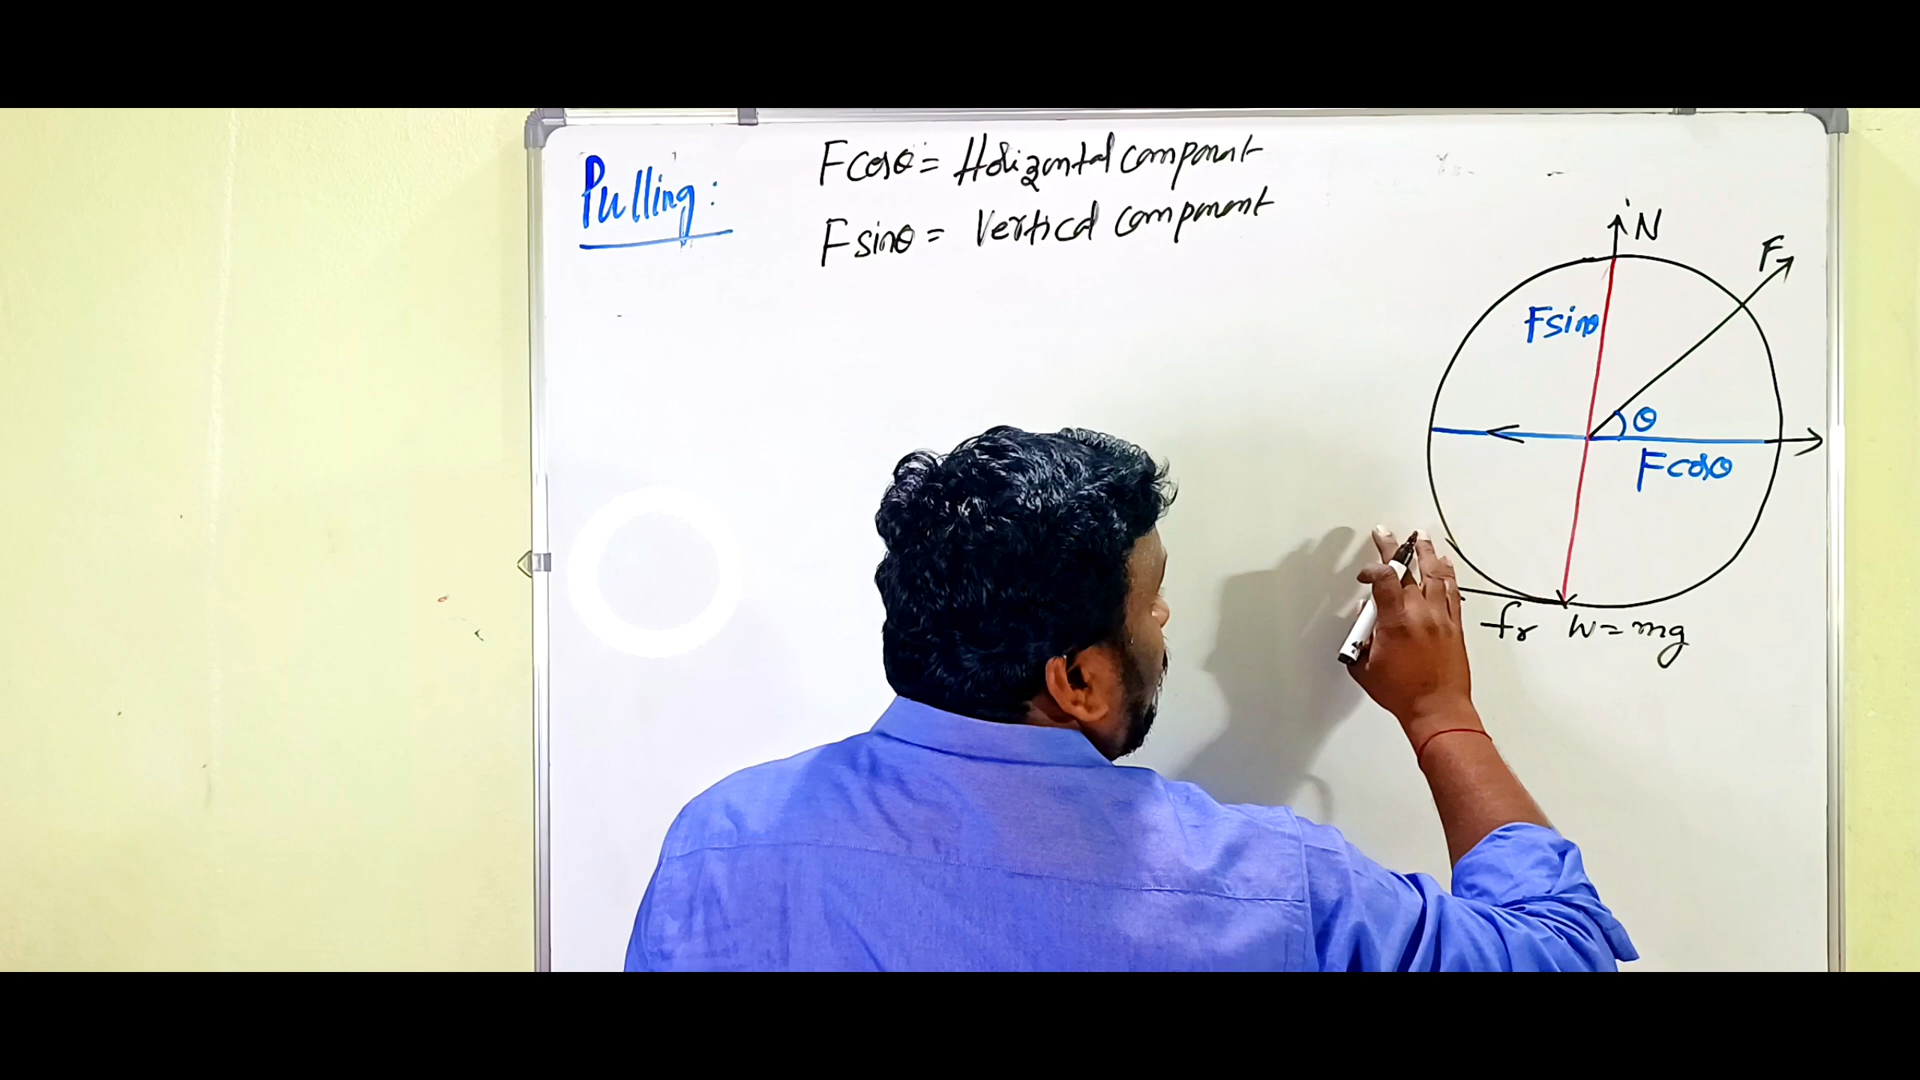 Pulling:
Fcosθ = Horizontal component
Fsinθ = Vertical component
N
F
Fsinθ
θ
Fcosθ
fr W=mg